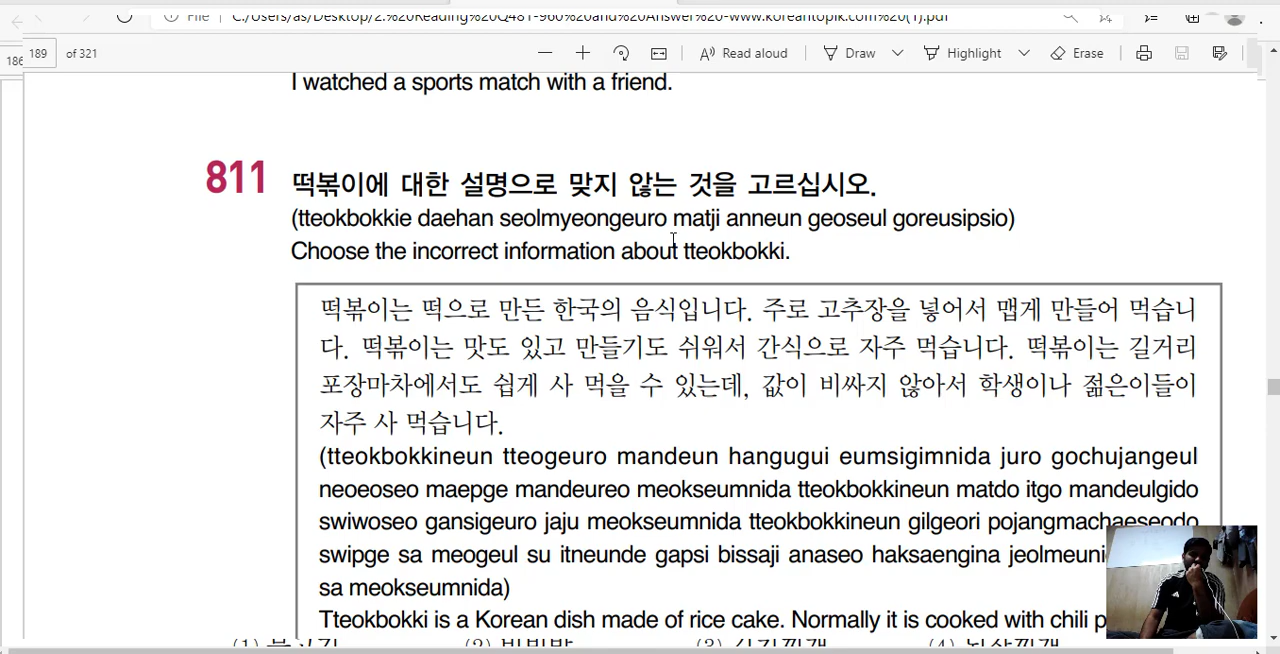 File
C:/Users/as/Desktop/2.%20Reading%20Q481-960%20and%20Answer%20-www.koreantopik.com%20(1).pdf
186
189 of 321 Read aloud Draw Highlight Erase
I watched a sports match with a friend.
811 떡볶이에 대한 설명으로 맞지 않는 것을 고르십시오.
(tteokbokkie daehan seolmyeongeuro matji anneun geoseul goreusipsio)
Choose the incorrect information about tteokbokki.
떡볶이는 떡으로 만든 한국의 음식입니다. 주로 고추장을 넣어서 맵게 만들어 먹습니
다. 떡볶이는 맛도 있고 만들기도 쉬워서 간식으로 자주 먹습니다. 떡볶이는 길거리
포장마차에서도 쉽게 사 먹을 수 있는데, 값이 비싸지 않아서 학생이나 젊은이들이
자주 사 먹습니다.
(tteokbokkineun tteogeuro mandeun hangugui eumsigimnida juro gochujangeul
neoeoseo maepge mandeureo meokseumnida tteokbokkineun matdo itgo mandeulgido
swiwoseo gansigeuro jaju meokseumnida tteokbokkineun gilgeori pojangmachaeseodo
swipge sa meogeul su itneunde gapsi bissaji anaseo haksaengina
sa meokseumnida)
Tteokbokki is a Korean dish made of rice cake. Normally it is cooked with chili
(1) (2) (3) (4)